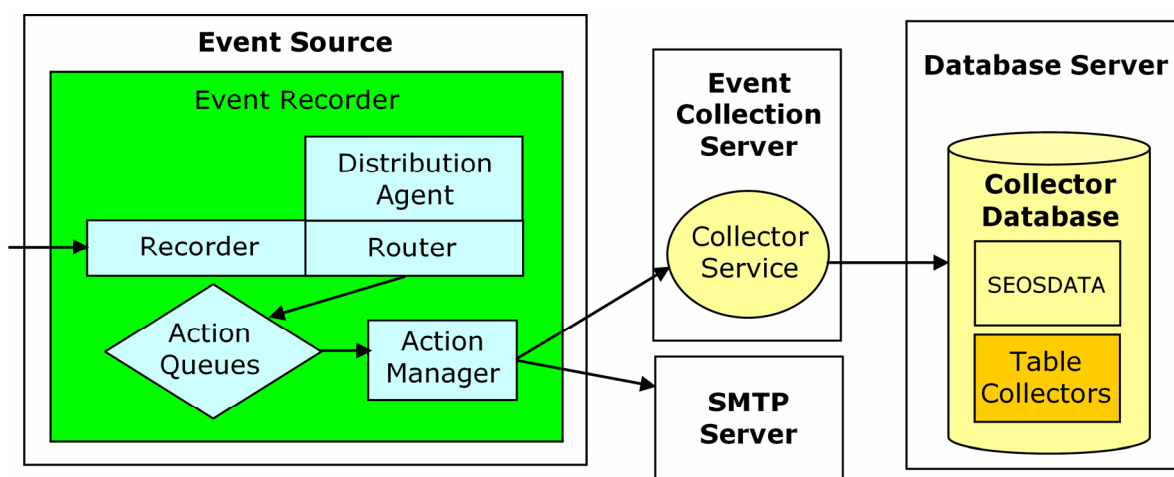 Event Source
Event Recorder
Distribution
Agent
Recorder
Router
Action
Queues
Action
Manager
Event
Collection
Server
Collector
Service
SMTP
Server
Database Server
Collector
Database
SEOSDATA
Table
Collectors